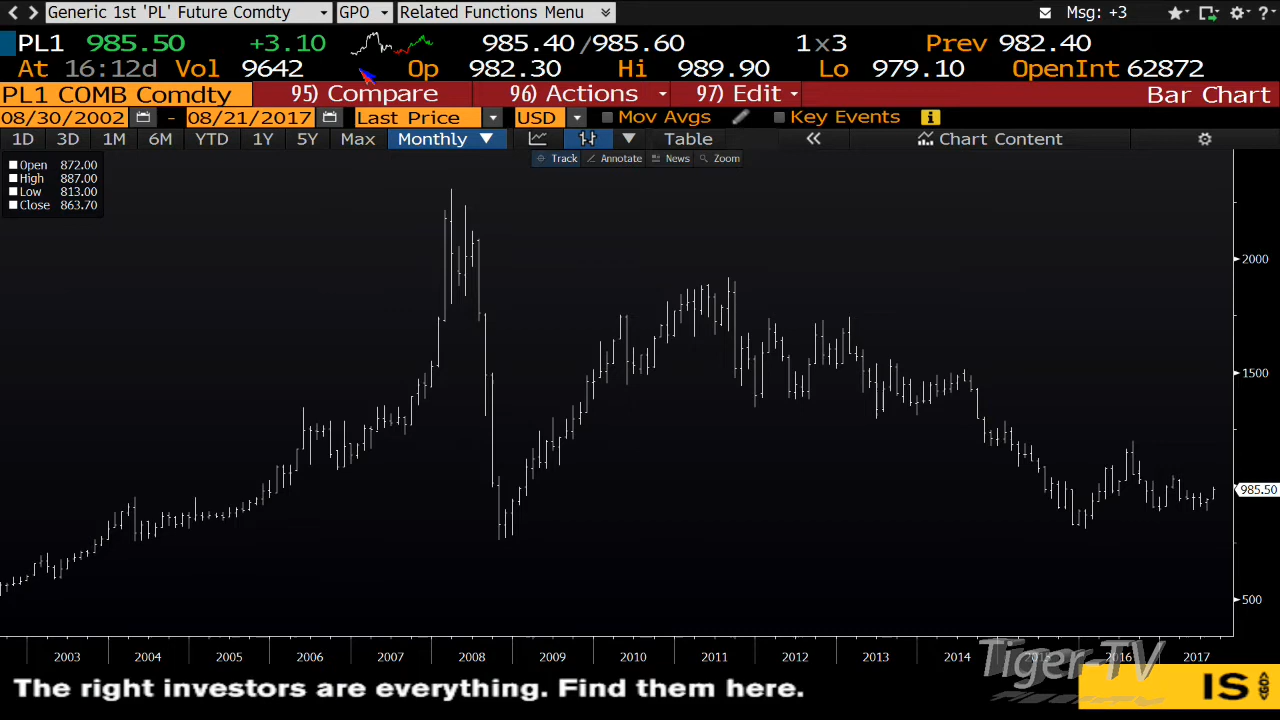 Generic 1st 'PL' Future Comdty GPO Related Functions Menu Msg: +3
PL1 985.50 +3.10 985.40 /985.60 1x3 Prev 982.40
At 16:12d Vol 9642 Op 982.30 Hi 989.90 Lo 979.10 OpenInt 62872
PL1 COMB Comdty 95) Compare 96) Actions 97) Edit Bar Chart
08/30/2002 - 08/21/2017 Last Price USD Mov Avgs Key Events
1D 3D 1M 6M YTD 1Y 5Y Max Monthly Table Chart Content
Track Annotate News Zoom
Open 872.00
High 887.00
Low 813.00
Close 863.70
2000
1500
985.50
500
2003 2004 2005 2006 2007 2008 2009 2010 2011 2012 2013 2014 2015 2016 2017
Tiger-TV
The right investors are everything. Find them here.
IS